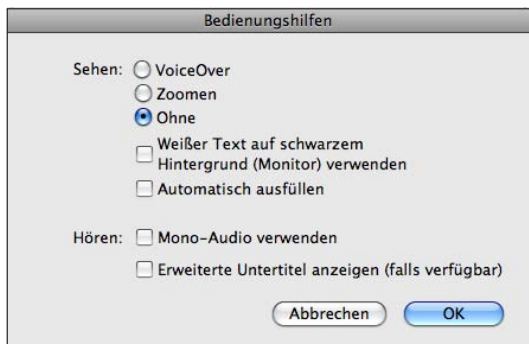 Bedienungshilfen
Sehen: VoiceOver
Zoomen
Ohne
Weißer Text auf schwarzem
Hintergrund (Monitor) verwenden
Automatisch ausfüllen
Hören: Mono-Audio verwenden
Erweiterte Untertitel anzeigen (falls verfügbar)
Abbrechen OK